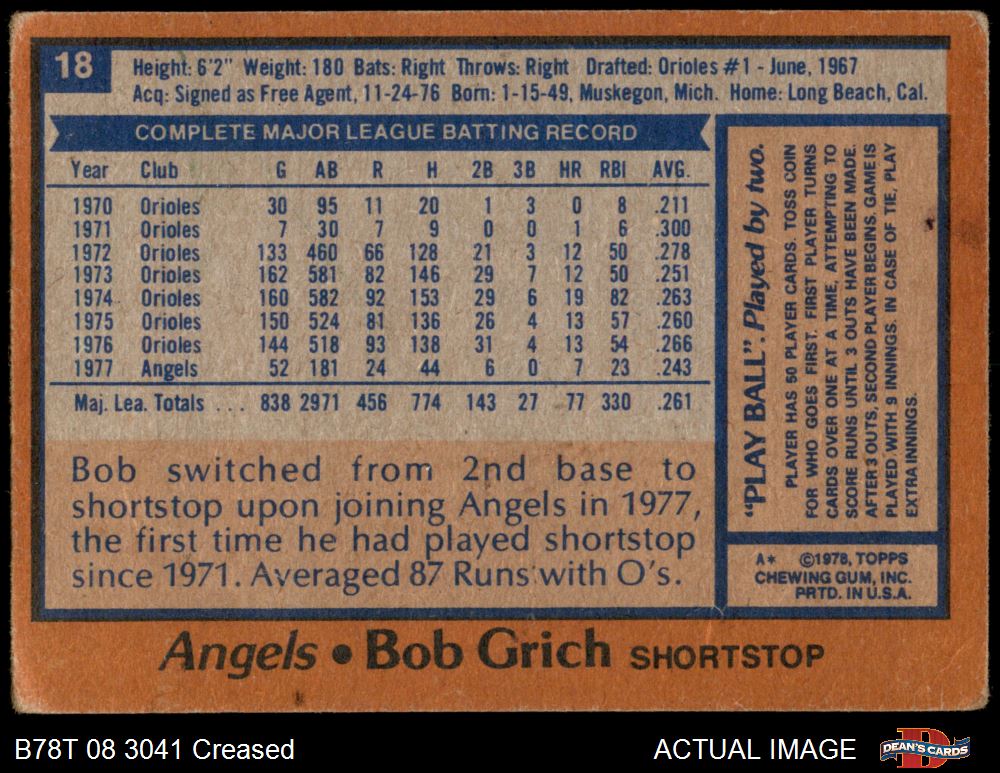 18
Height: 6'2" Weight: 180 Bats: Right Throws: Right Drafted: Orioles #1 - June, 1967
Acq: Signed as Free Agent, 11-24-76 Born: 1-15-49, Muskegon, Mich. Home: Long Beach, Cal.
COMPLETE MAJOR LEAGUE BATTING RECORD
Year Club G AB R H 2B 3B HR RBI AVG.
1970 Orioles 30 95 11 20 1 3 0 8 .211
1971 Orioles 7 30 7 9 0 0 1 6 .300
1972 Orioles 133 460 66 128 21 3 12 50 .278
1973 Orioles 162 581 82 146 29 7 12 50 .251
1974 Orioles 160 582 92 153 29 6 19 82 .263
1975 Orioles 150 524 81 136 26 4 13 57 .260
1976 Orioles 144 518 93 138 31 4 13 54 .266
1977 Angels 52 181 24 44 6 0 7 23 .243
Maj. Lea. Totals ... 838 2971 456 774 143 27 77 330 .261
Bob switched from 2nd base to
shortstop upon joining Angels in 1977,
the first time he had played shortstop
since 1971. Averaged 87 Runs with O's.
"PLAY BALL". Played by two.
PLAYER HAS 50 PLAYER CARDS. TOSS COIN
FOR WHO GOES FIRST. FIRST PLAYER TURNS
CARDS OVER ONE AT A TIME, ATTEMPTING TO
SCORE RUNS UNTIL 3 OUTS HAVE BEEN MADE.
AFTER 3 OUTS, SECOND PLAYER BEGINS. GAME IS
PLAYED WITH 9 INNINGS. IN CASE OF TIE, PLAY
EXTRA INNINGS.
A* ©1978, TOPPS
CHEWING GUM, INC.
PRTD. IN U.S.A.
Angels • Bob Grich SHORTSTOP
B78T 08 3041 Creased
ACTUAL IMAGE
DEAN'S CARDS